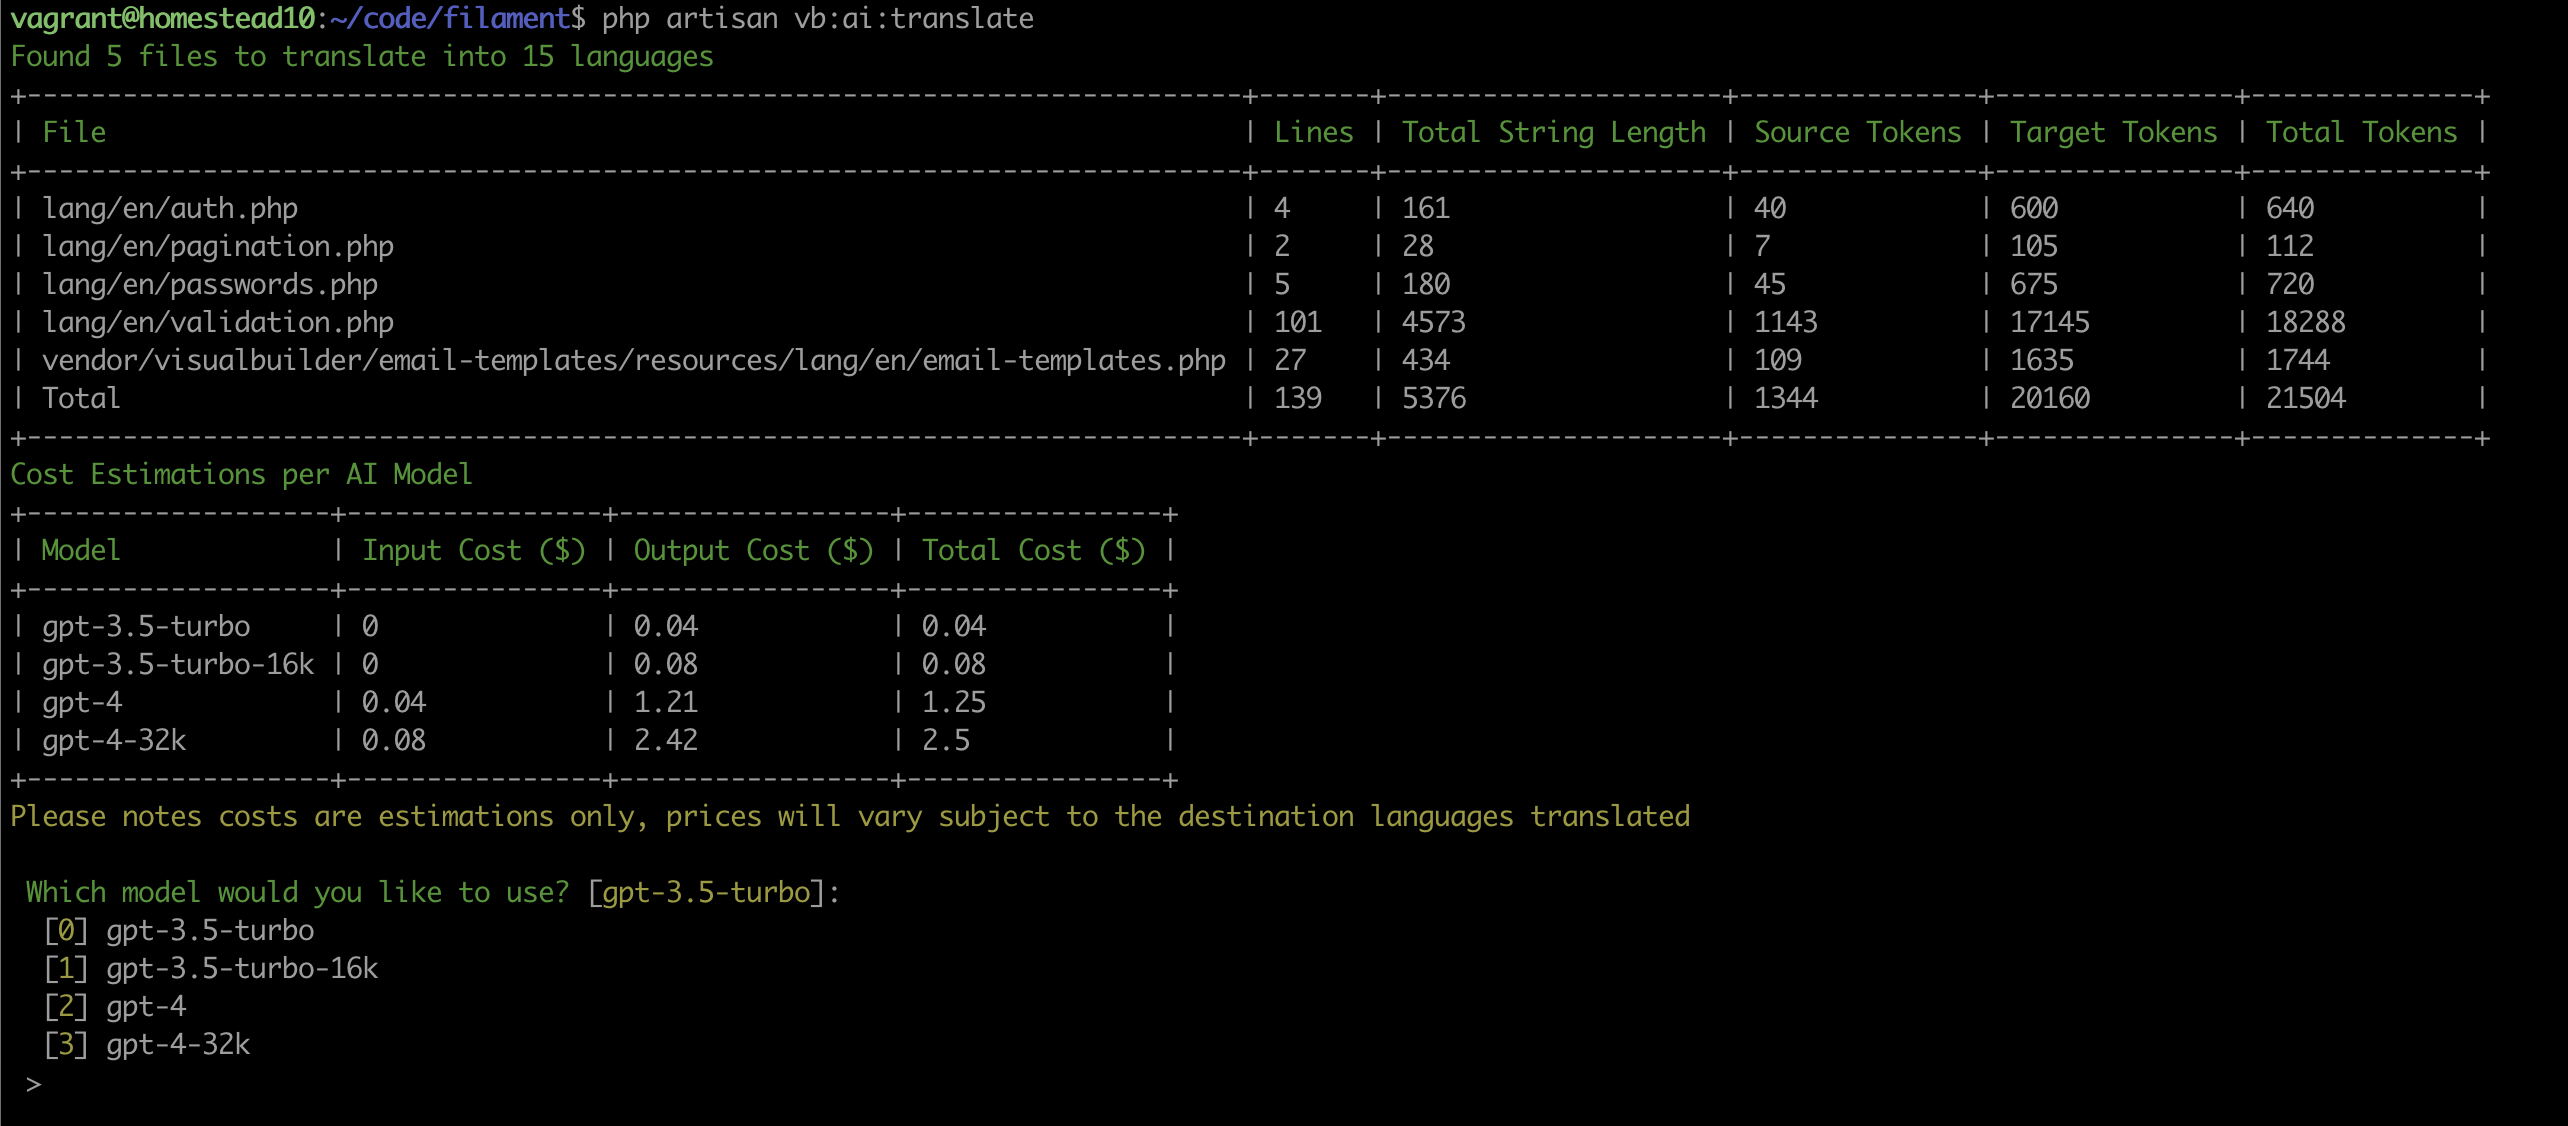 vagrant@homestead10:~/code/filament$ php artisan vb:ai:translate
Found 5 files to translate into 15 languages
+----------------------------------------------------------------------------+-------+---------------------+---------------+---------------+--------------+
| File                                                                       | Lines | Total String Length | Source Tokens | Target Tokens | Total Tokens |
+----------------------------------------------------------------------------+-------+---------------------+---------------+---------------+--------------+
| lang/en/auth.php                                                           | 4     | 161                 | 40            | 600           | 640          |
| lang/en/pagination.php                                                     | 2     | 28                  | 7             | 105           | 112          |
| lang/en/passwords.php                                                      | 5     | 180                 | 45            | 675           | 720          |
| lang/en/validation.php                                                     | 101   | 4573                | 1143          | 17145         | 18288        |
| vendor/visualbuilder/email-templates/resources/lang/en/email-templates.php | 27    | 434                 | 109           | 1635          | 1744         |
| Total                                                                      | 139   | 5376                | 1344          | 20160         | 21504        |
+----------------------------------------------------------------------------+-------+---------------------+---------------+---------------+--------------+
Cost Estimations per AI Model
+-------------------+----------------+-----------------+----------------+
| Model             | Input Cost ($) | Output Cost ($) | Total Cost ($) |
+-------------------+----------------+-----------------+----------------+
| gpt-3.5-turbo     | 0              | 0.04            | 0.04           |
| gpt-3.5-turbo-16k | 0              | 0.08            | 0.08           |
| gpt-4             | 0.04           | 1.21            | 1.25           |
| gpt-4-32k         | 0.08           | 2.42            | 2.5            |
+-------------------+----------------+-----------------+----------------+
Please notes costs are estimations only, prices will vary subject to the destination languages translated
Which model would you like to use? [gpt-3.5-turbo]:
[0] gpt-3.5-turbo
[1] gpt-3.5-turbo-16k
[2] gpt-4
[3] gpt-4-32k
>